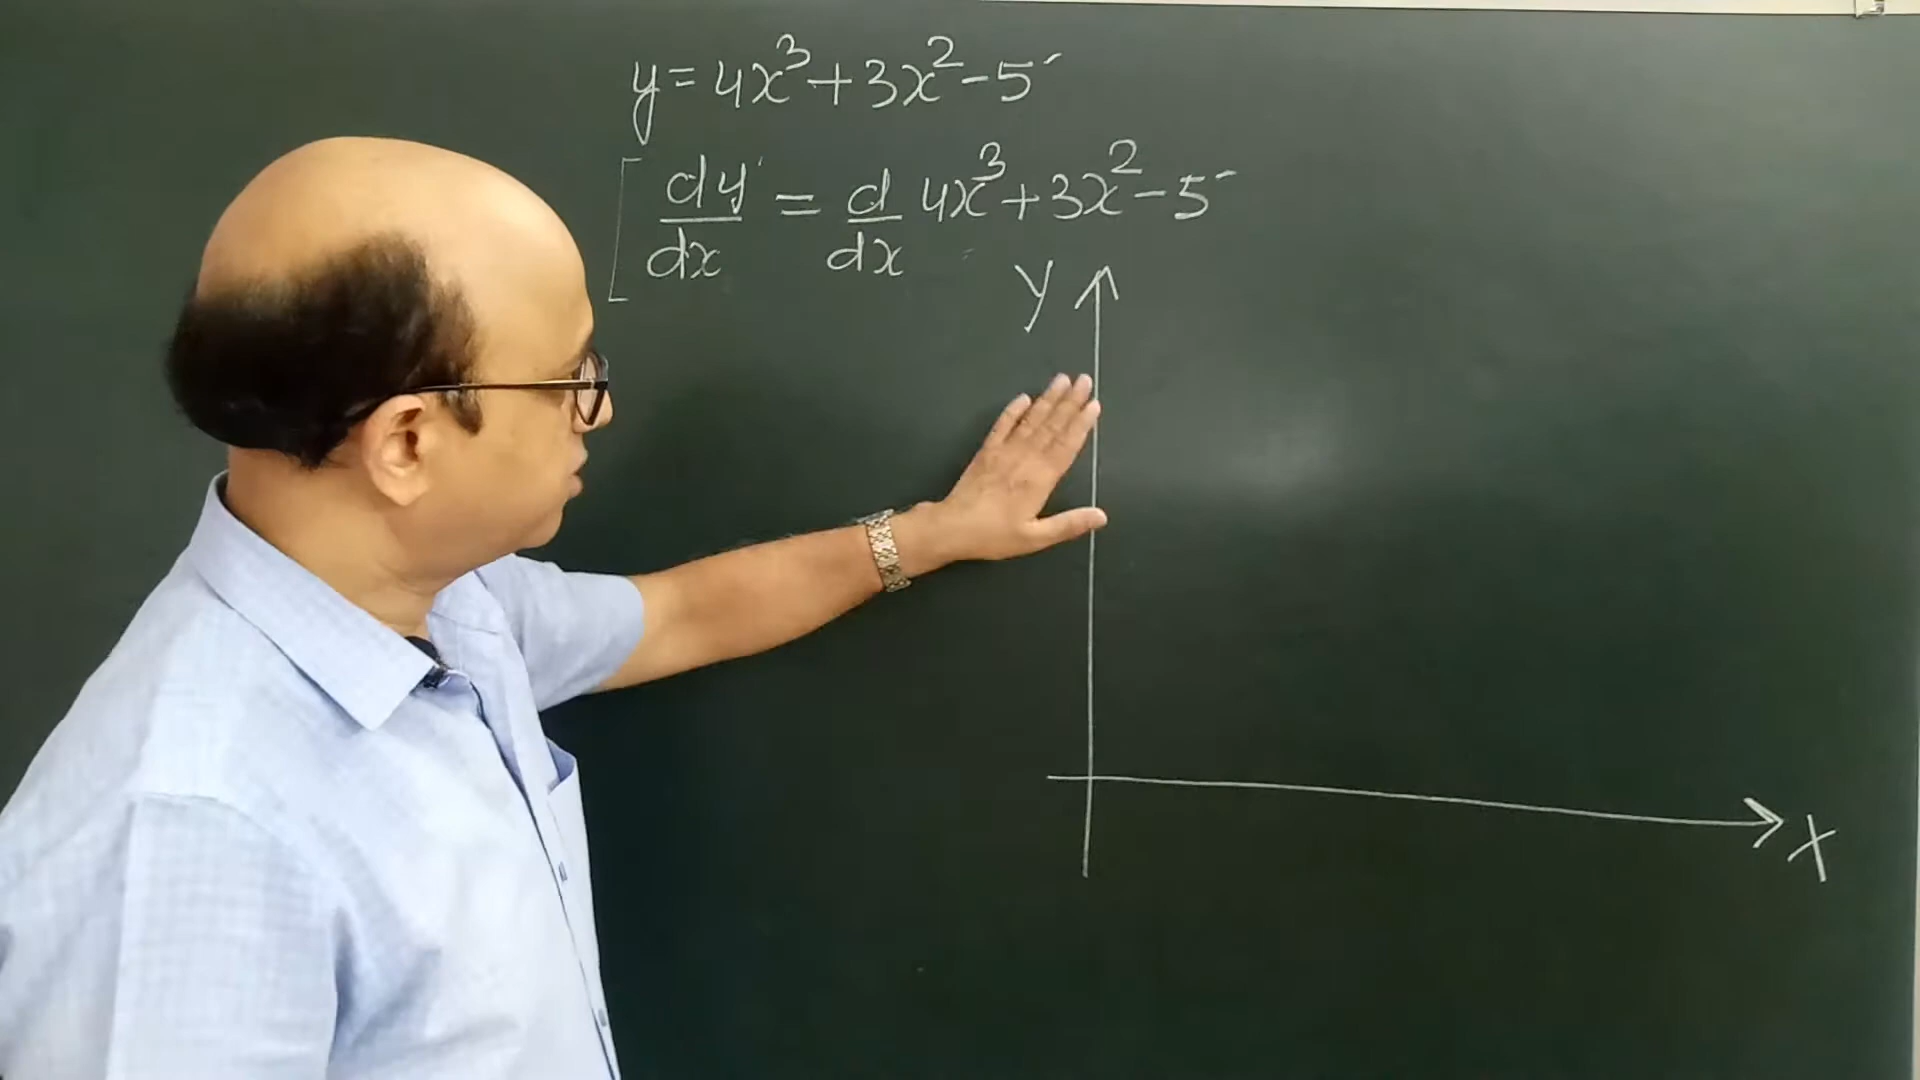 y = 4x³ + 3x² - 5
[ dy/dx = d/dx 4x³ + 3x² - 5
Y
X